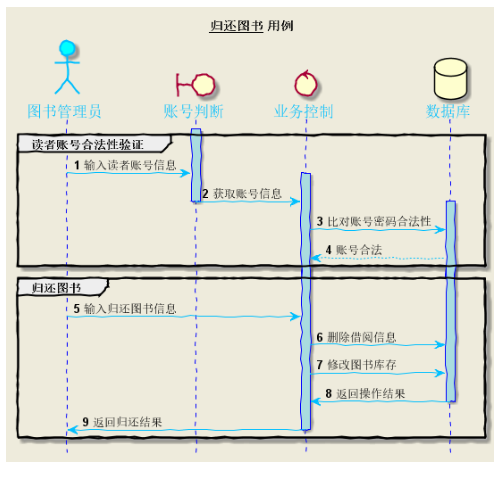 归还图书 用例
图书管理员 账号判断 业务控制 数据库
读者账号合法性验证
1 输入读者账号信息
2 获取账号信息
3 比对账号密码合法性
4 账号合法
归还图书
5 输入归还图书信息
6 删除借阅信息
7 修改图书库存
8 返回操作结果
9 返回归还结果